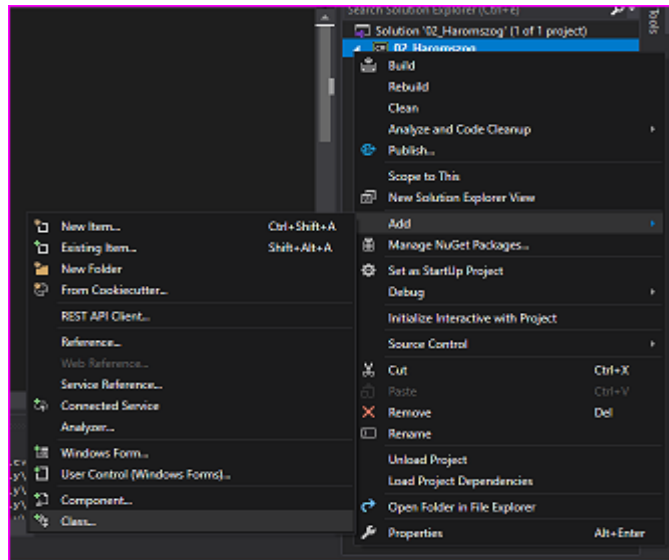 Search Solution Explorer (Ctrl+e)
Tools
Solution '02_Haromszog' (1 of 1 project)
C# 02_Haromszog
Build
Rebuild
Clean
Analyze and Code Cleanup
Publish...
Scope to This
New Solution Explorer View
Add
Manage NuGet Packages...
Set as StartUp Project
Debug
Initialize Interactive with Project
Source Control
Cut Ctrl+X
Paste Ctrl+V
Remove Del
Rename
Unload Project
Load Project Dependencies
Open Folder in File Explorer
Properties Alt+Enter
New Item... Ctrl+Shift+A
Existing Item... Shift+Alt+A
New Folder
From Cookiecutter...
REST API Client...
Reference...
Web Reference...
Service Reference...
Connected Service
Analyzer...
Windows Form...
User Control (Windows Forms)...
Component...
Class...